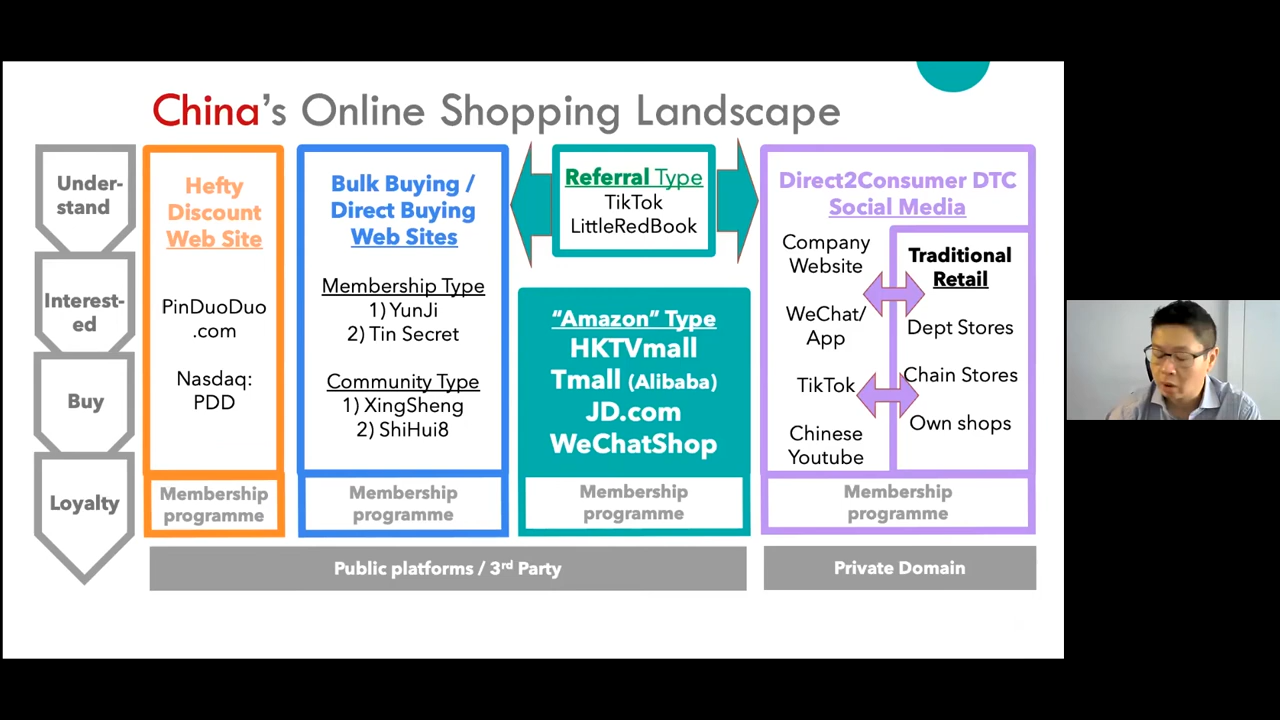 China's Online Shopping Landscape
Under-
stand
Interest-
ed
Buy
Loyalty
Hefty
Discount
Web Site
PinDuoDuo
.com
Nasdaq:
PDD
Membership
programme
Bulk Buying /
Direct Buying
Web Sites
Membership Type
1) YunJi
2) Tin Secret
Community Type
1) XingSheng
2) ShiHui8
Membership
programme
Referral Type
TikTok
LittleRedBook
“Amazon” Type
HKTVmall
Tmall (Alibaba)
JD.com
WeChatShop
Membership
programme
Direct2Consumer DTC
Social Media
Company
Website
WeChat/
App
TikTok
Chinese
Youtube
Traditional
Retail
Dept Stores
Chain Stores
Own shops
Membership
programme
Public platforms / 3rd Party
Private Domain